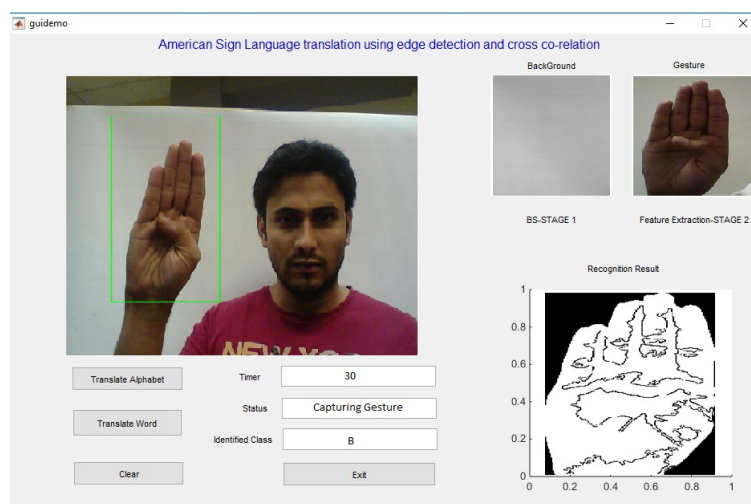 guidemo
American Sign Language translation using edge detection and cross co-relation
BackGround
Gesture
BS-STAGE 1
Feature Extraction-STAGE 2
NEW YO
Recognition Result
1
0.8
0.6
0.4
0.2
0
0 0.2 0.4 0.6 0.8 1
Translate Alphabet
Timer
30
Translate Word
Status
Capturing Gesture
Identified Class
B
Clear
Exit